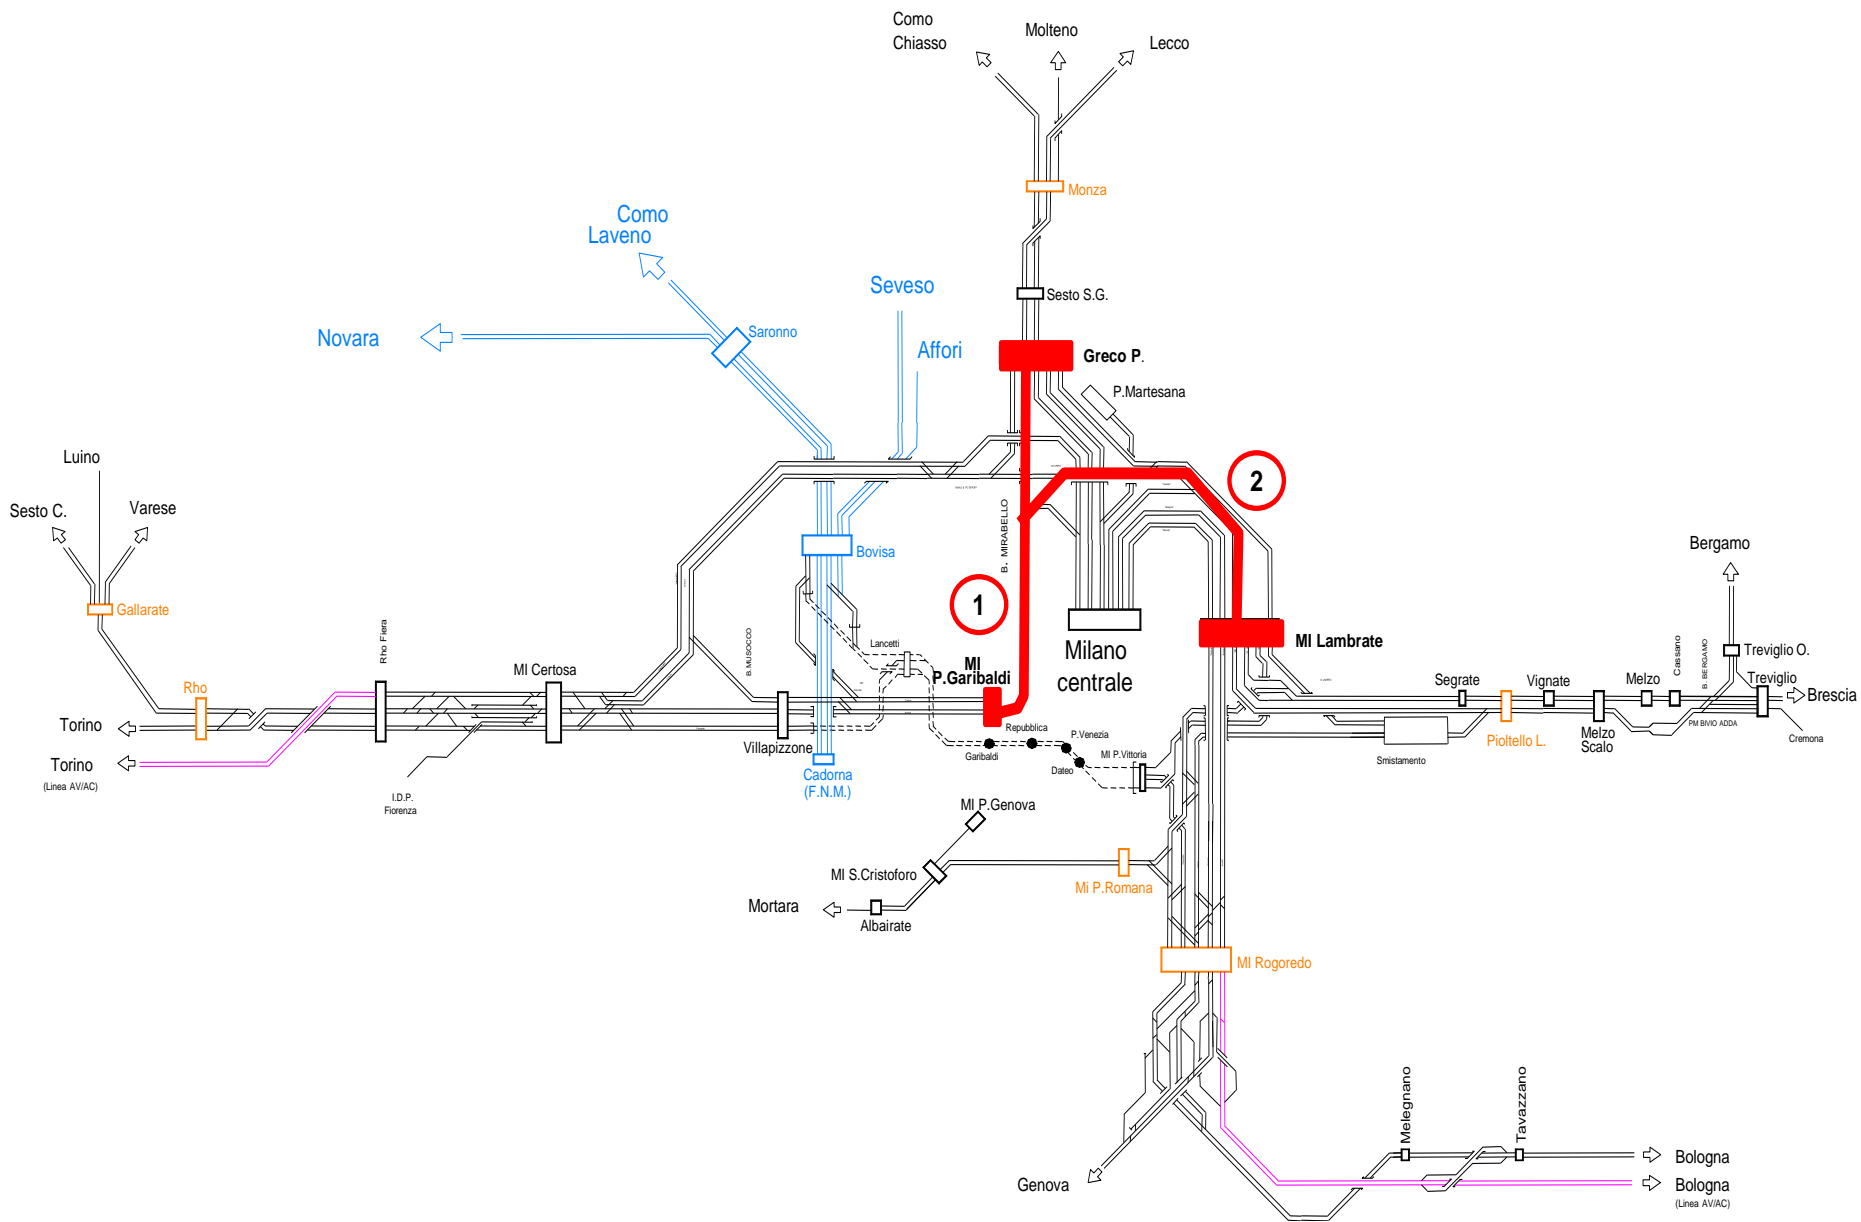 Como
Chiasso
Molteno
Lecco
Monza
Como
Laveno
Sesto S.G.
Seveso
Novara
Saronno
Affori
Greco P.
P.Martesana
Luino
Sesto C.
Varese
2
B. MIRABELLO
Bovisa
Bergamo
1
Gallarate
Rho Fiera
B.MUSOCCO
Lancetti
MI
P.Garibaldi
Milano
centrale
MI Lambrate
MI Certosa
Cassano
B. BERGAMO
Treviglio O.
Rho
Segrate
Vignate
Melzo
Treviglio
Brescia
Torino
Villapizzone
Repubblica
P.Venezia
Garibaldi
Dateo
MI P.Vittoria
Smistamento
Pioltello L.
Melzo
Scalo
PM BIVIO ADDA
Cremona
Torino
(Linea AV/AC)
Cadorna
(F.N.M.)
I.D.P.
Fiorenza
MI P.Genova
MI S.Cristoforo
Mi P.Romana
Mortara
Albairate
MI Rogoredo
Melegnano
Tavazzano
Genova
Bologna
Bologna
(Linea AV/AC)